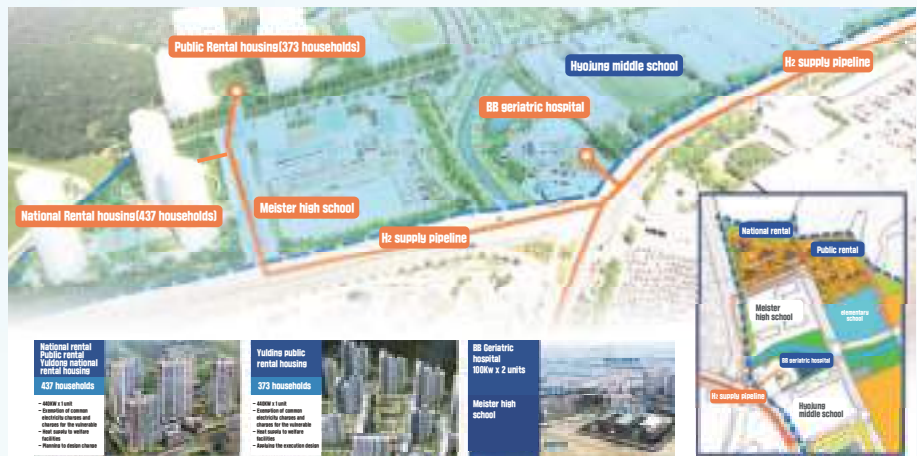 Public Rental housing(373 households)
Hyojung middle school
H₂ supply pipeline
BB geriatric hospital
National Rental housing(437 households)
Meister high school
H₂ supply pipeline
National rental
Public rental
Meister
high school
elementary
school
BB geriatric hospital
H₂ supply pipeline
Hyojung
middle school
National rental
Public rental
Yuldong national
rental housing
437 households
- 440KW x 1 unit
- Exemption of common
electricity charges and
charges for the vulnerable
- Heat supply to welfare
facilities
- Planning to design change
Yulding public
rental housing
373 households
- 440KW x 1 unit
- Exemption of common
electricity charges and
charges for the vulnerable
- Heat supply to welfare
facilities
- Applying the execution design
BB Geriatric
hospital
100Kw x 2 units
Meister high
school